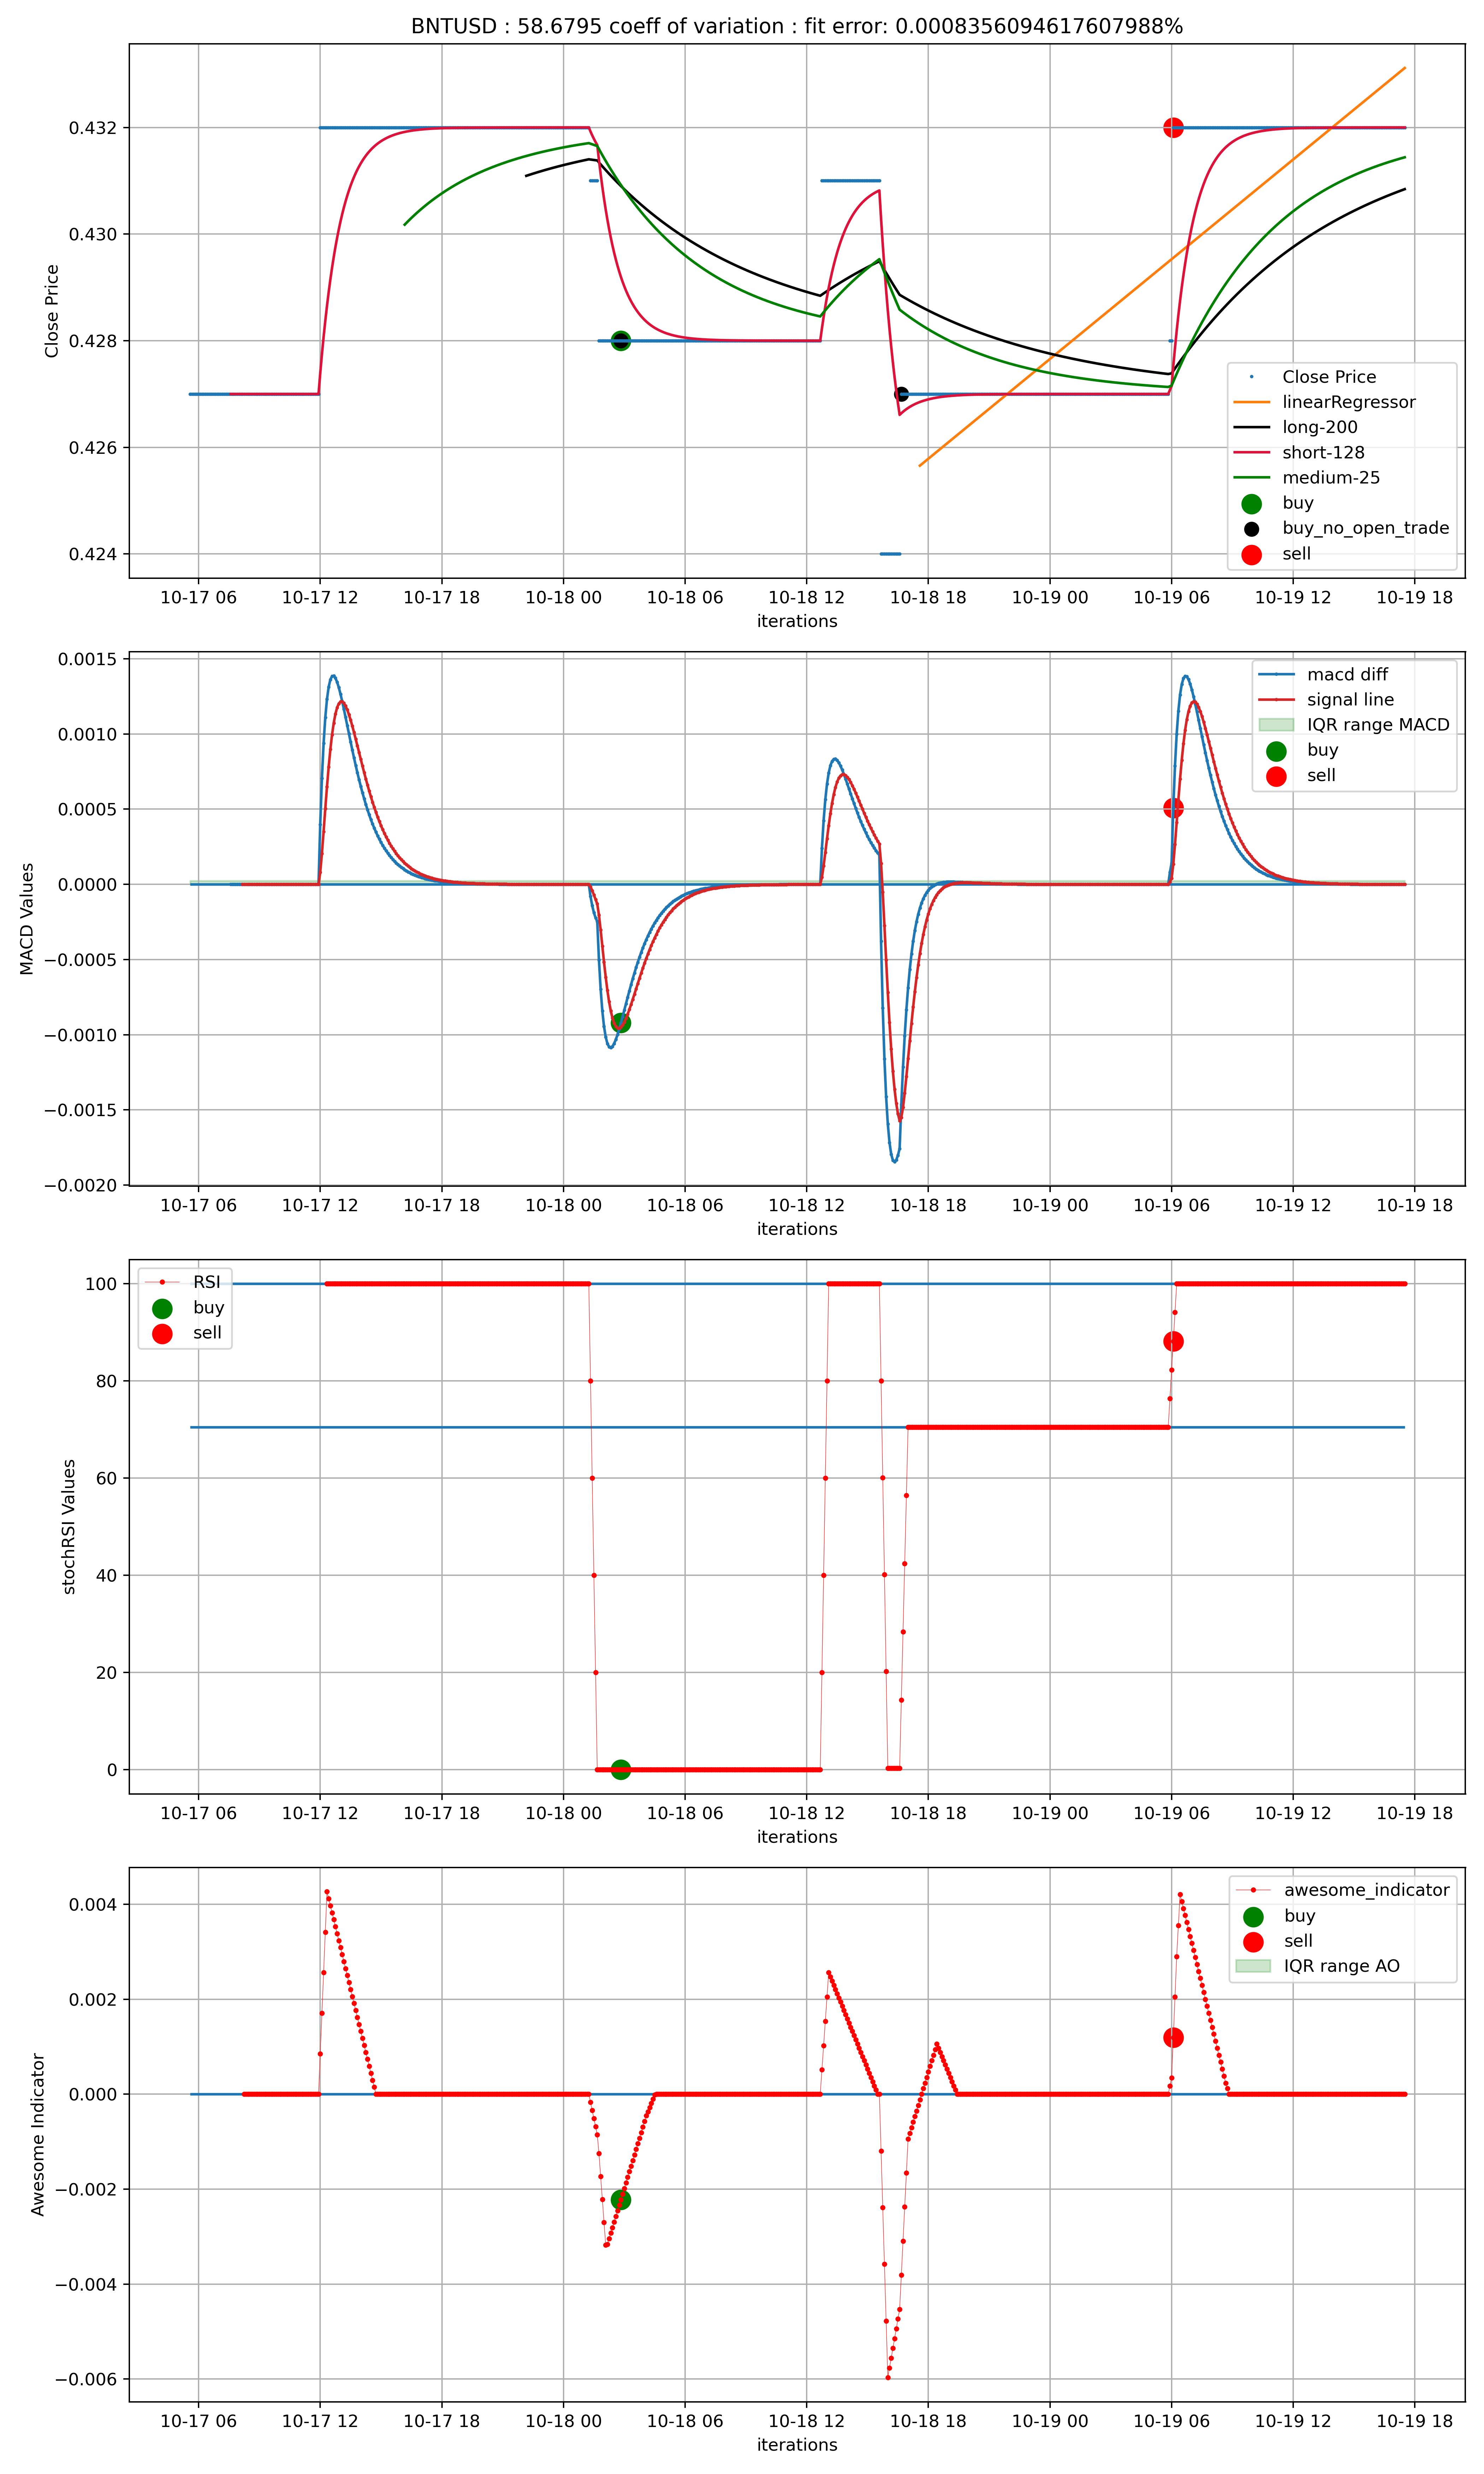 BNTUSD : 58.6795 coeff of variation : fit error: 0.0008356094617607988%
Close Price
0.432
0.430
0.428
0.426
0.424
Close Price
linearRegressor
long-200
short-128
medium-25
buy
buy_no_open_trade
sell
10-17 06 10-17 12 10-17 18 10-18 00 10-18 06 10-18 12 10-18 18 10-19 00 10-19 06 10-19 12 10-19 18
iterations
MACD Values
0.0015
0.0010
0.0005
0.0000
−0.0005
−0.0010
−0.0015
−0.0020
macd diff
signal line
IQR range MACD
buy
sell
10-17 06 10-17 12 10-17 18 10-18 00 10-18 06 10-18 12 10-18 18 10-19 00 10-19 06 10-19 12 10-19 18
iterations
stochRSI Values
100
80
60
40
20
0
RSI
buy
sell
10-17 06 10-17 12 10-17 18 10-18 00 10-18 06 10-18 12 10-18 18 10-19 00 10-19 06 10-19 12 10-19 18
iterations
Awesome Indicator
0.004
0.002
0.000
−0.002
−0.004
−0.006
awesome_indicator
buy
sell
IQR range AO
10-17 06 10-17 12 10-17 18 10-18 00 10-18 06 10-18 12 10-18 18 10-19 00 10-19 06 10-19 12 10-19 18
iterations